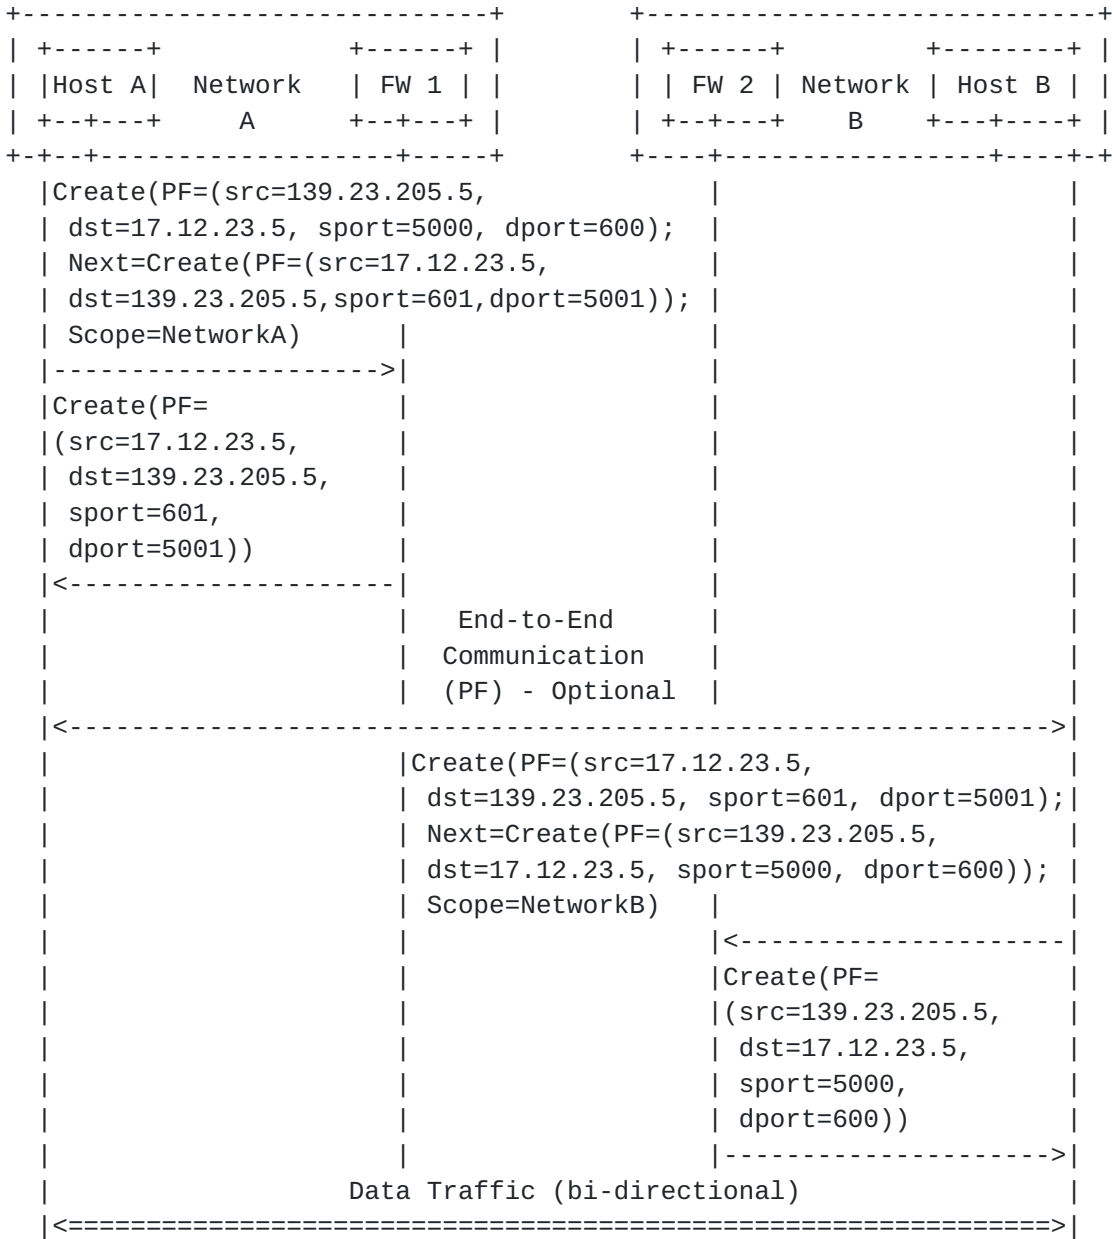 Host A Network FW 1 FW 2 Network Host B
A B
Create(PF=(src=139.23.205.5,
dst=17.12.23.5, sport=5000, dport=600);
Next=Create(PF=(src=17.12.23.5,
dst=139.23.205.5,sport=601,dport=5001));
Scope=NetworkA)
Create(PF=
(src=17.12.23.5,
dst=139.23.205.5,
sport=601,
dport=5001))
End-to-End
Communication
(PF) - Optional
Create(PF=(src=17.12.23.5,
dst=139.23.205.5, sport=601, dport=5001);
Next=Create(PF=(src=139.23.205.5,
dst=17.12.23.5, sport=5000, dport=600));
Scope=NetworkB)
Create(PF=
(src=139.23.205.5,
dst=17.12.23.5,
sport=5000,
dport=600))
Data Traffic (bi-directional)